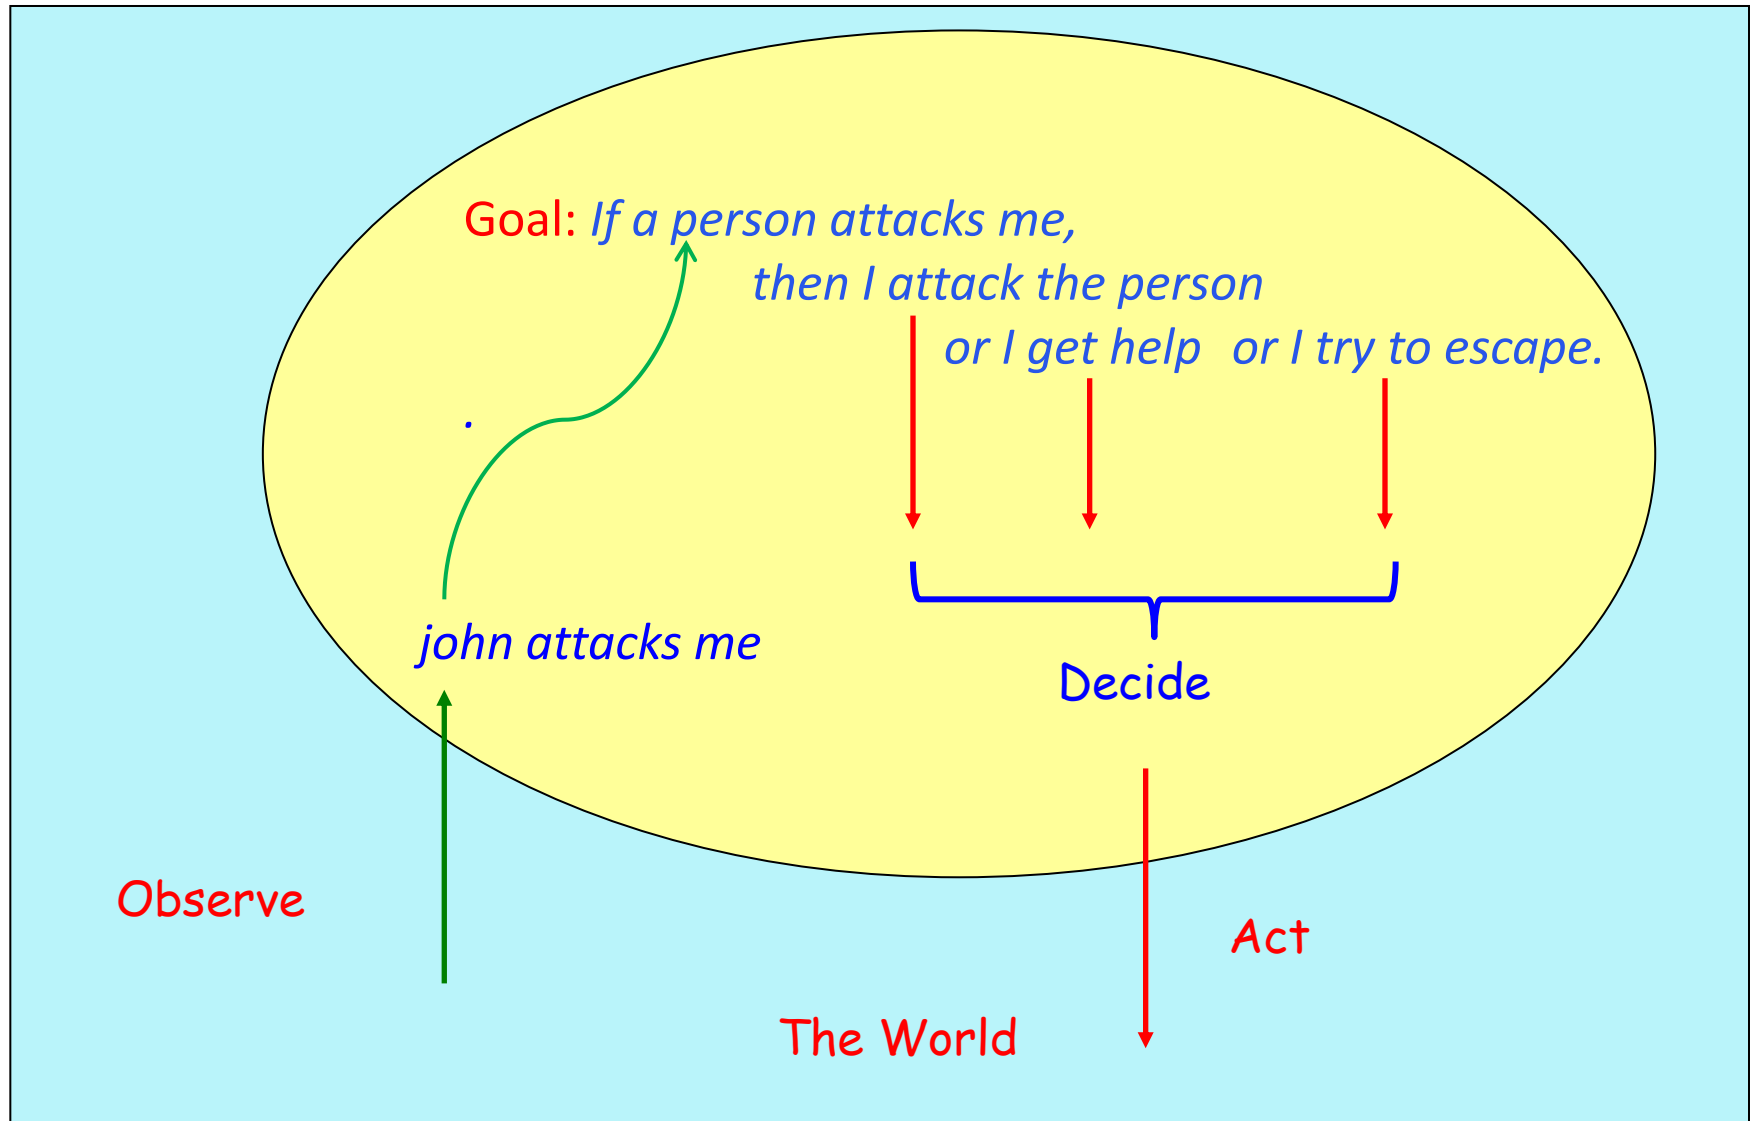 Goal: If a person attacks me,
then I attack the person
or I get help or I try to escape.
.
john attacks me
Decide
Observe
Act
The World